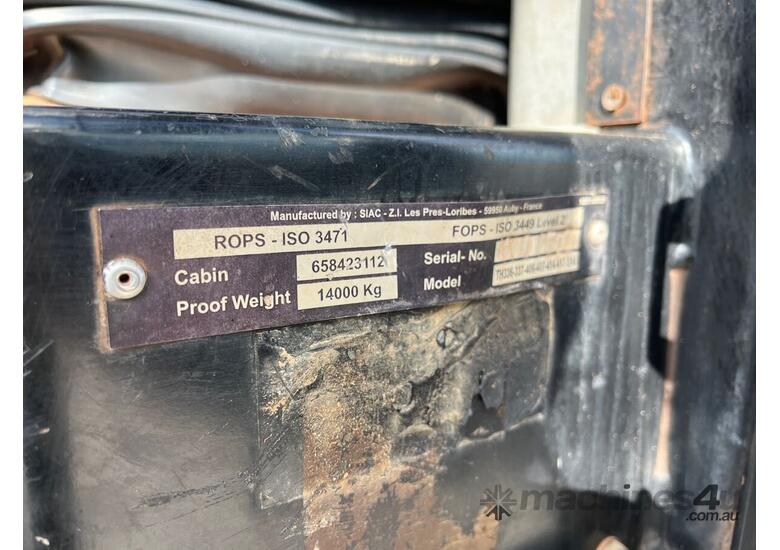 Manufactured by : SIAC - Z.I. Les Pres-Loribes - 59950 Auby - France
ROPS - ISO 3471 FOPS - ISO 3449 Level 2
Cabin 658423112 Serial- No.
Proof Weight 14000 Kg Model
machines4u
.com.au